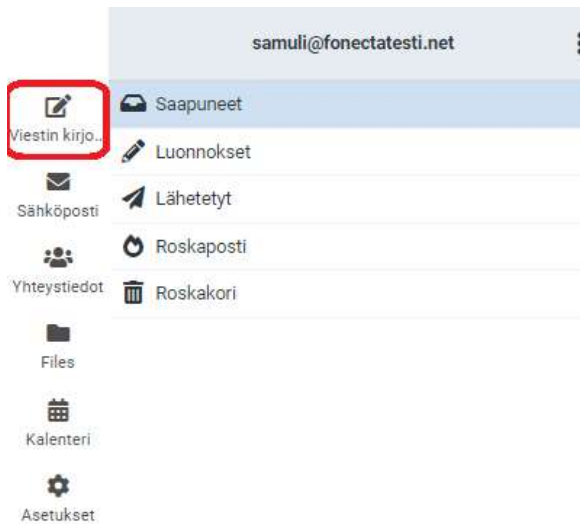 samuli@fonectatesti.net
Viestin kirjo...
Sähköposti
Yhteystiedot
Files
Kalenteri
Asetukset
Saapuneet
Luonnokset
Lähetetyt
Roskaposti
Roskakori